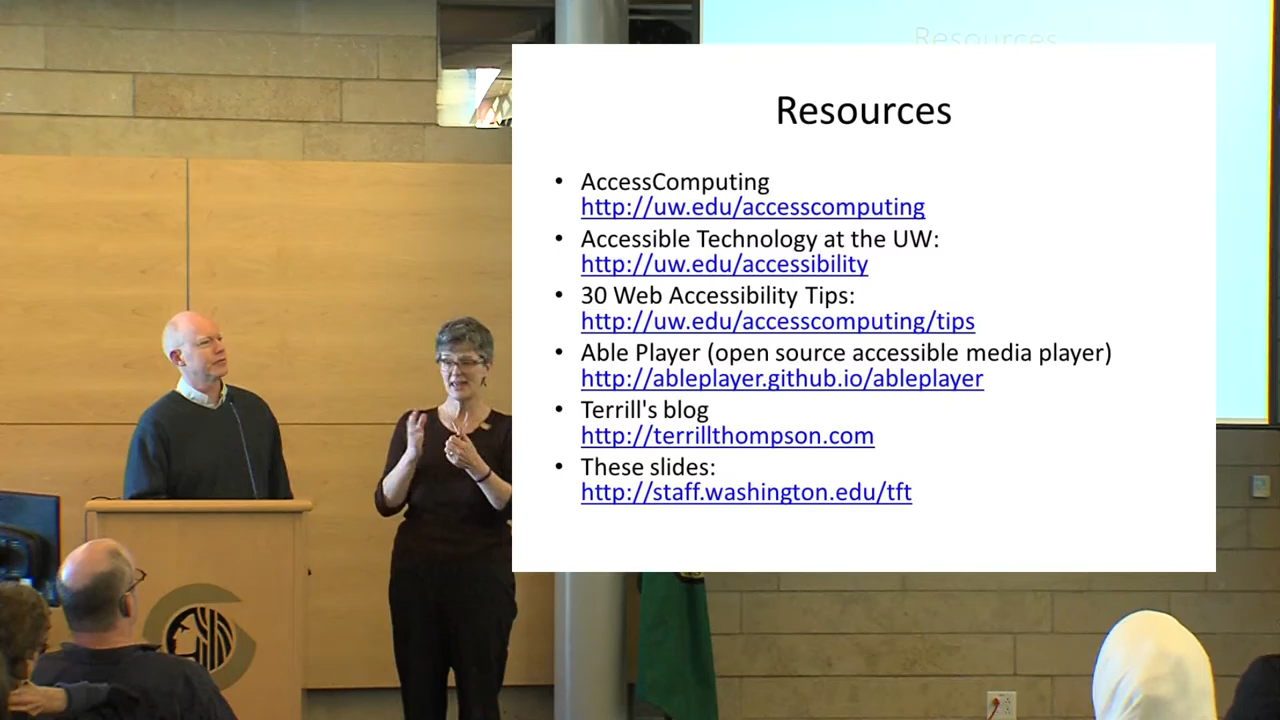 Resources
Resources
• AccessComputing
http://uw.edu/accesscomputing
• Accessible Technology at the UW:
http://uw.edu/accessibility
• 30 Web Accessibility Tips:
http://uw.edu/accesscomputing/tips
• Able Player (open source accessible media player)
http://ableplayer.github.io/ableplayer
• Terrill's blog
http://terrillthompson.com
• These slides:
http://staff.washington.edu/tft